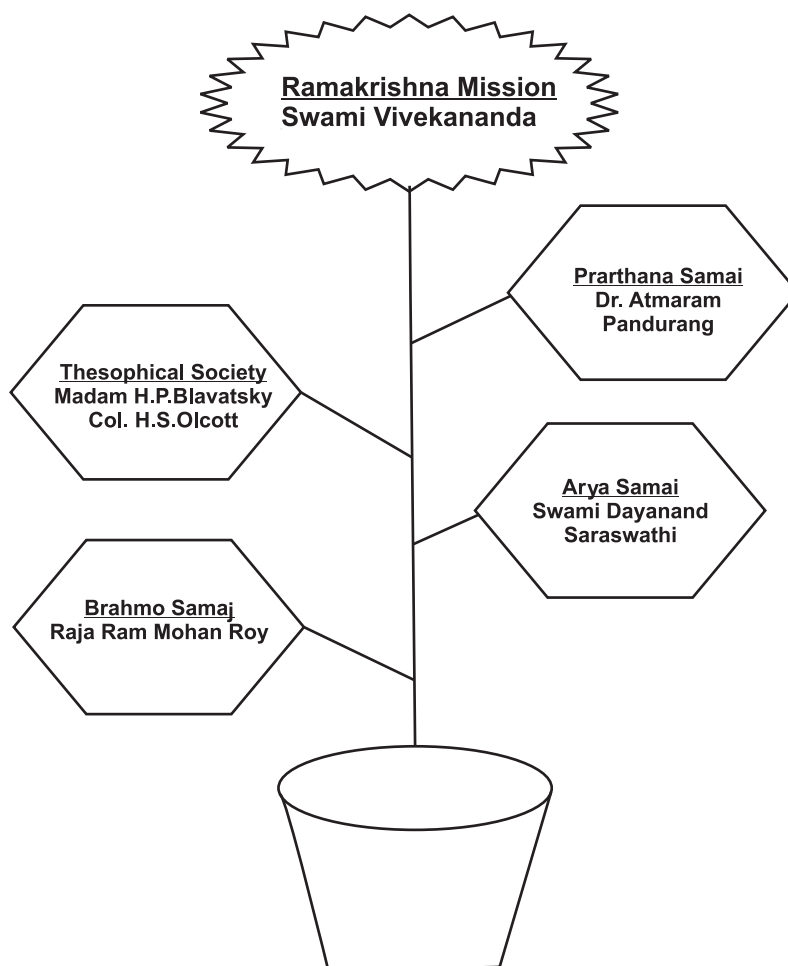 Ramakrishna Mission
Swami Vivekananda
Prarthana Samai
Dr. Atmaram
Pandurang
Thesophical Society
Madam H.P.Blavatsky
Col. H.S.Olcott
Arya Samai
Swami Dayanand
Saraswathi
Brahmo Samaj
Raja Ram Mohan Roy